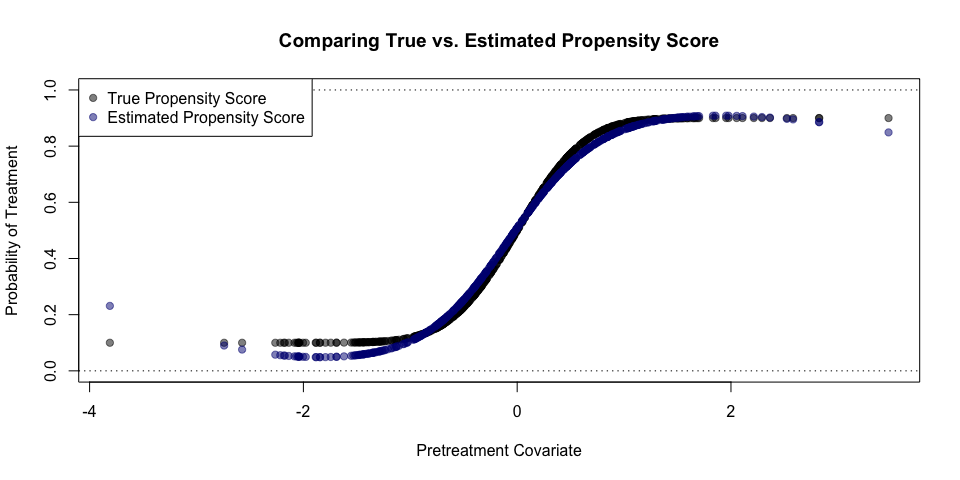 Comparing True vs. Estimated Propensity Score
True Propensity Score
Estimated Propensity Score
Probability of Treatment
1.0
0.8
0.6
0.4
0.2
0.0
-4 -2 0 2
Pretreatment Covariate